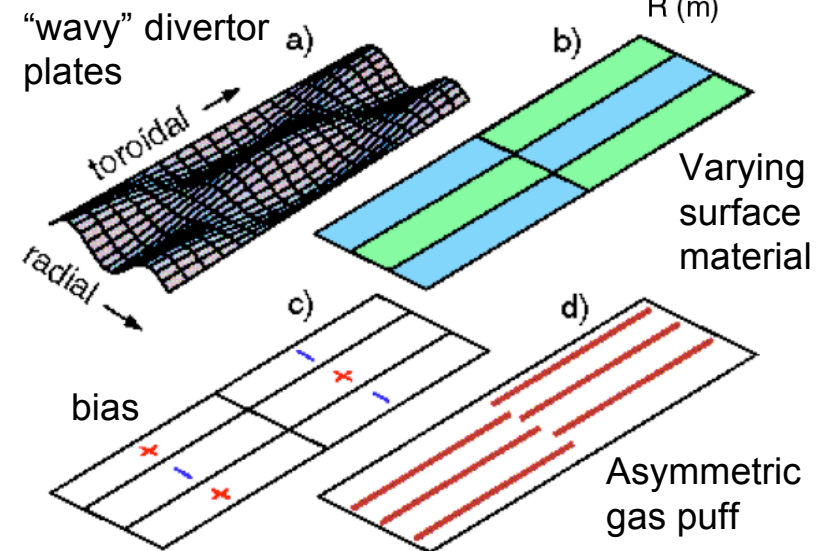 R (m)
“wavy” divertor
plates
a)
b)
toroidal
radial
Varying
surface
material
c)
d)
bias
− + −
+ − +
Asymmetric
gas puff